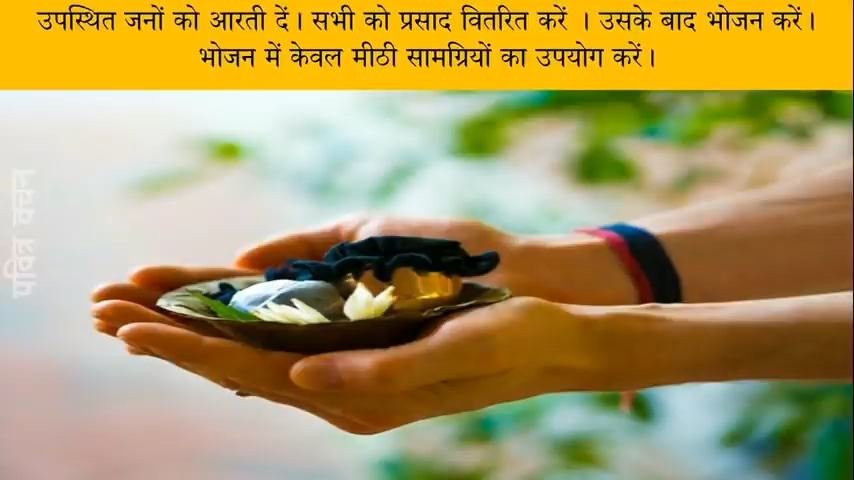 उपस्थित जनों को आरती दें। सभी को प्रसाद वितरित करें । उसके बाद भोजन करें।
भोजन में केवल मीठी सामग्रियों का उपयोग करें।
पवित्र वचन